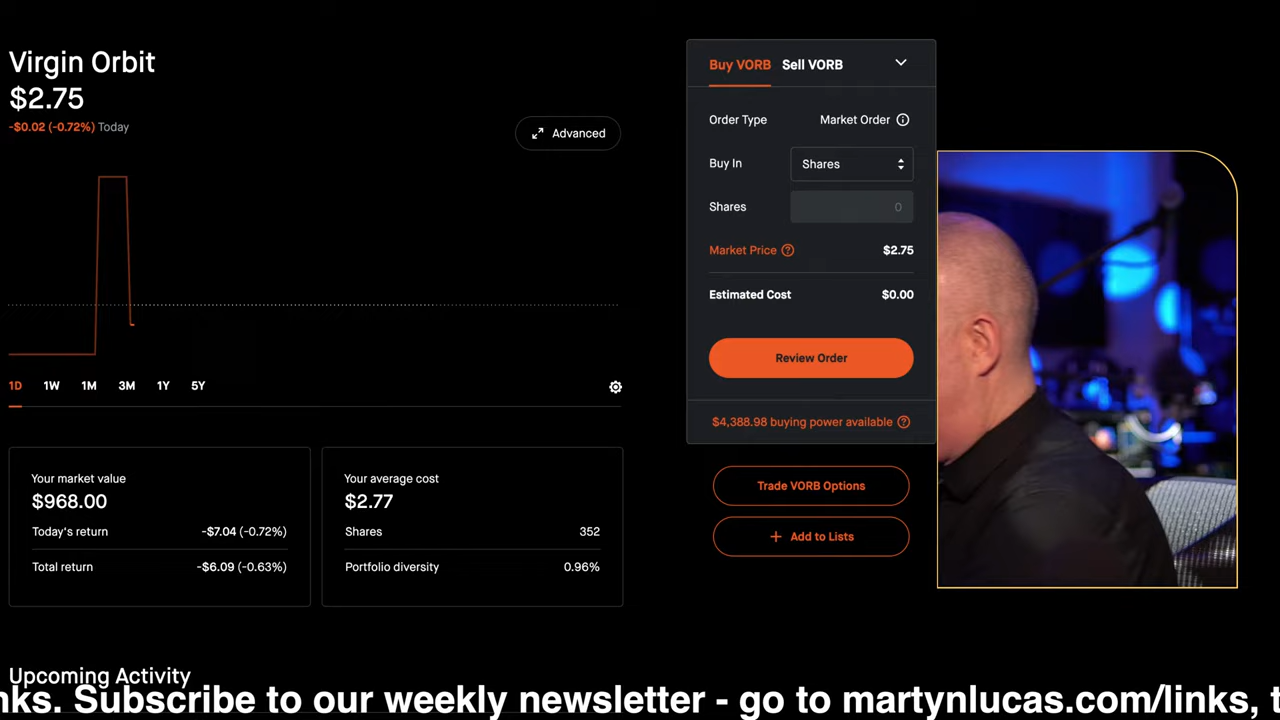 Virgin Orbit
$2.75
-$0.02 (-0.72%) Today
Advanced
1D 1W 1M 3M 1Y 5Y
Your market value
$968.00
Today's return -$7.04 (-0.72%)
Total return -$6.09 (-0.63%)
Your average cost
$2.77
Shares 352
Portfolio diversity 0.96%
Upcoming Activity
Buy VORB Sell VORB
Order Type Market Order
Buy In Shares
Shares 0
Market Price $2.75
Estimated Cost $0.00
Review Order
$4,388.98 buying power available
Trade VORB Options
+ Add to Lists
nks. Subscribe to our weekly newsletter - go to martynlucas.com/links, t